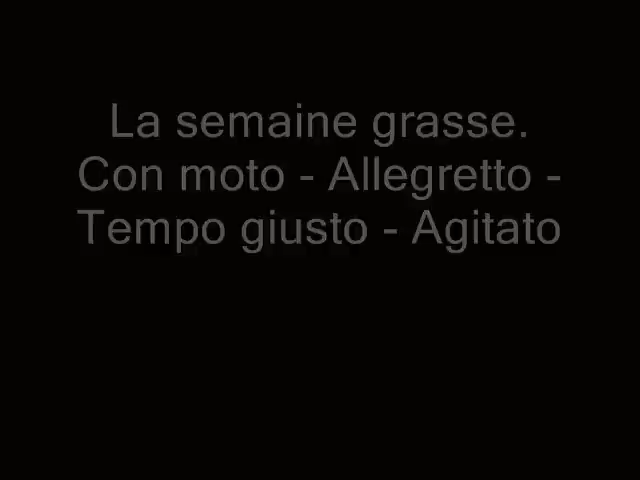 La semaine grasse.
Con moto - Allegretto -
Tempo giusto - Agitato